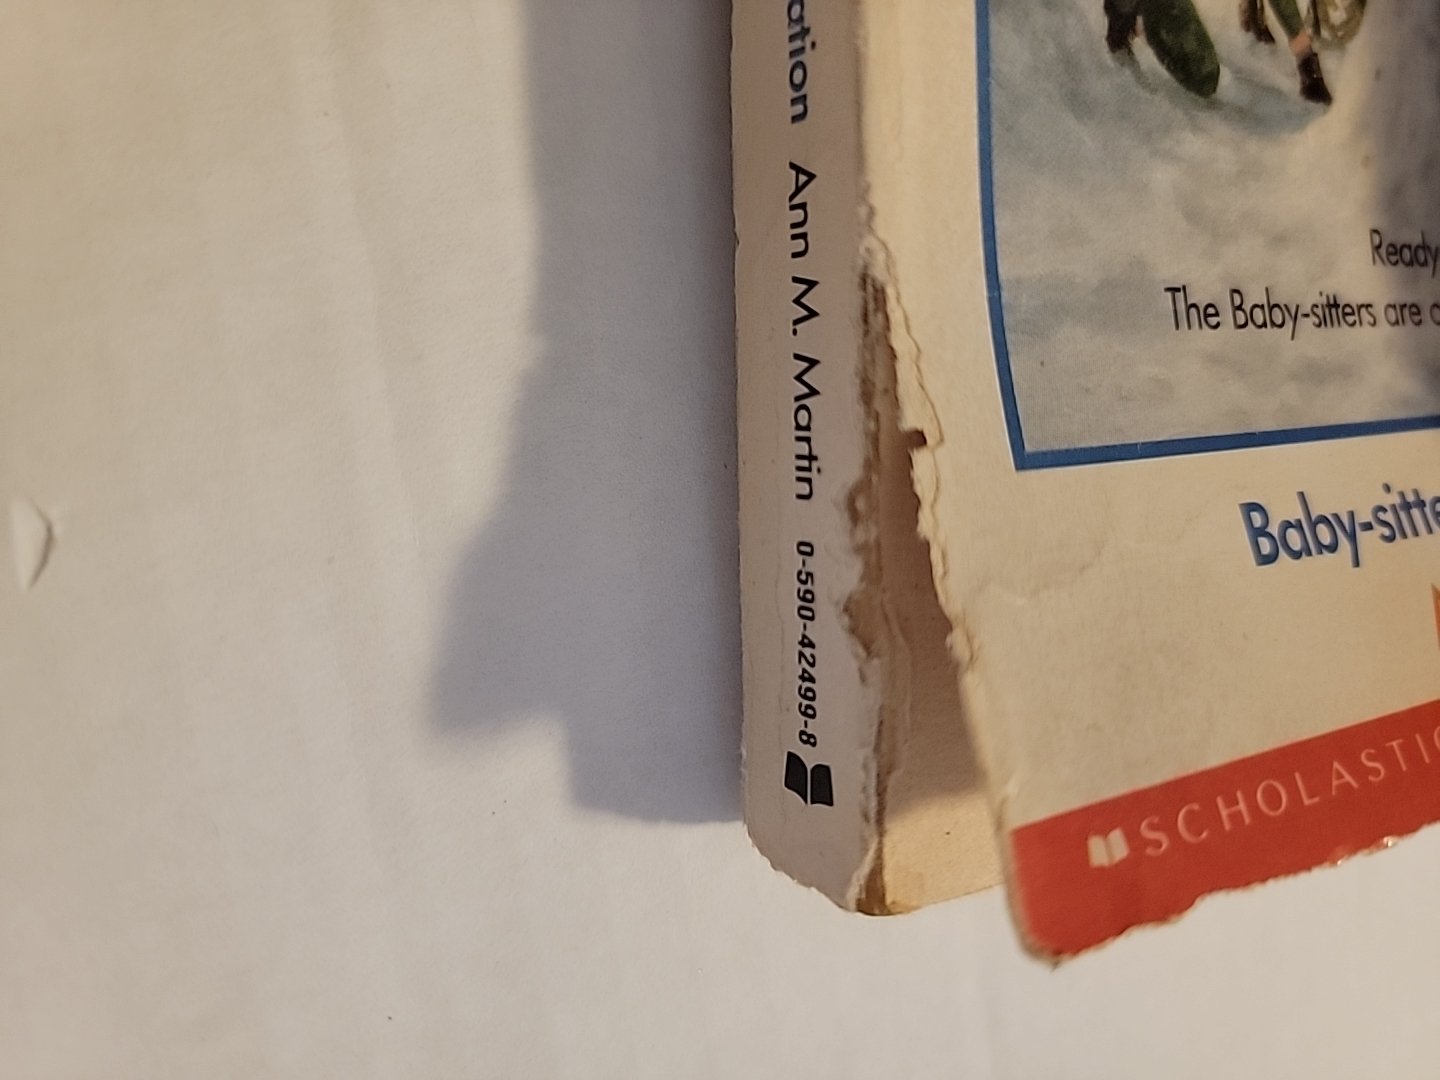 ation Ann M. Martin 0-590-42499-8
Ready
The Baby-sitters are
Baby-sitte
SCHOLASTIC